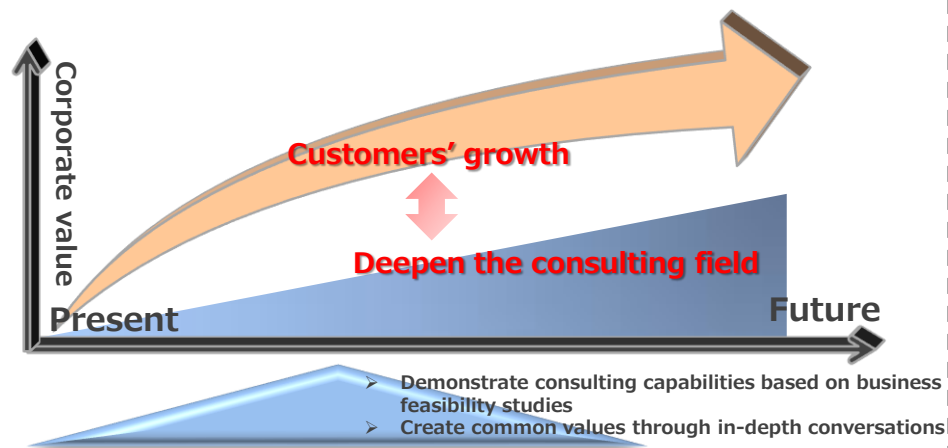 Corporate value
Customers’ growth
Deepen the consulting field
Present
Future
➢ Demonstrate consulting capabilities based on business
feasibility studies
➢ Create common values through in-depth conversations